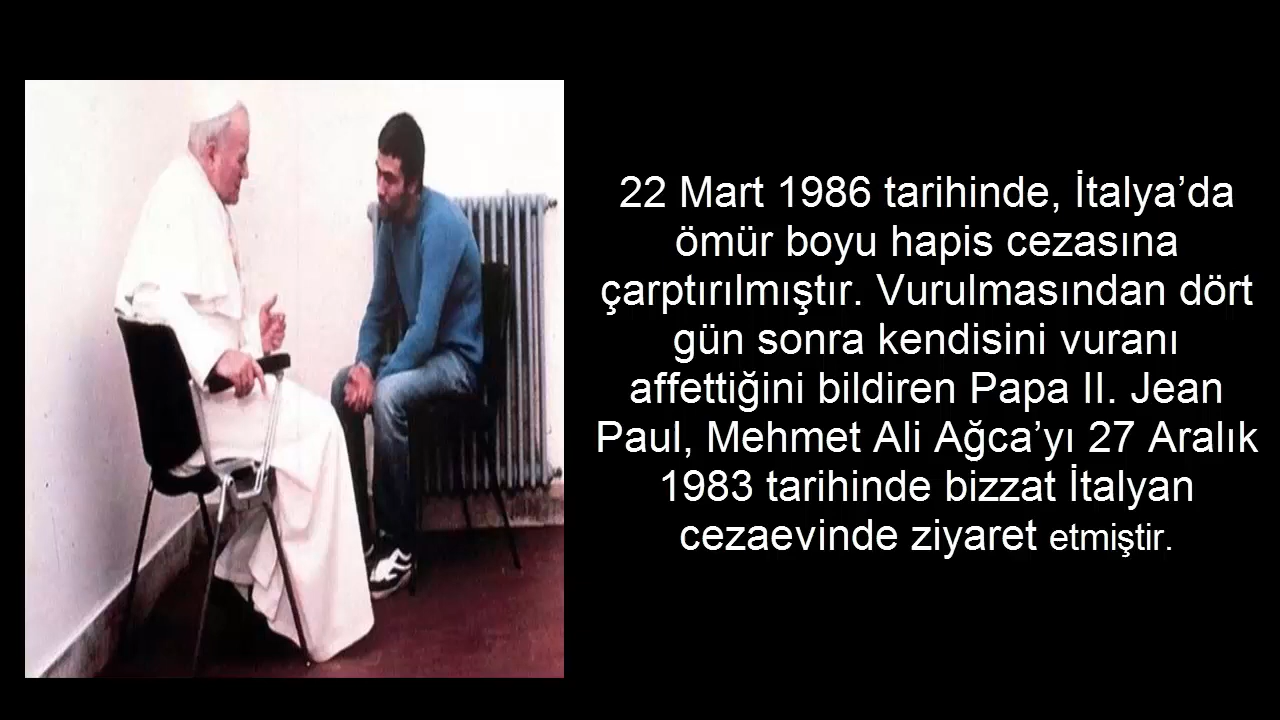 22 Mart 1986 tarihinde, İtalya’da
ömür boyu hapis cezasına
çarptırılmıştır. Vurulmasından dört
gün sonra kendisini vuranı
affettiğini bildiren Papa II. Jean
Paul, Mehmet Ali Ağca’yı 27 Aralık
1983 tarihinde bizzat İtalyan
cezaevinde ziyaret etmiştir.